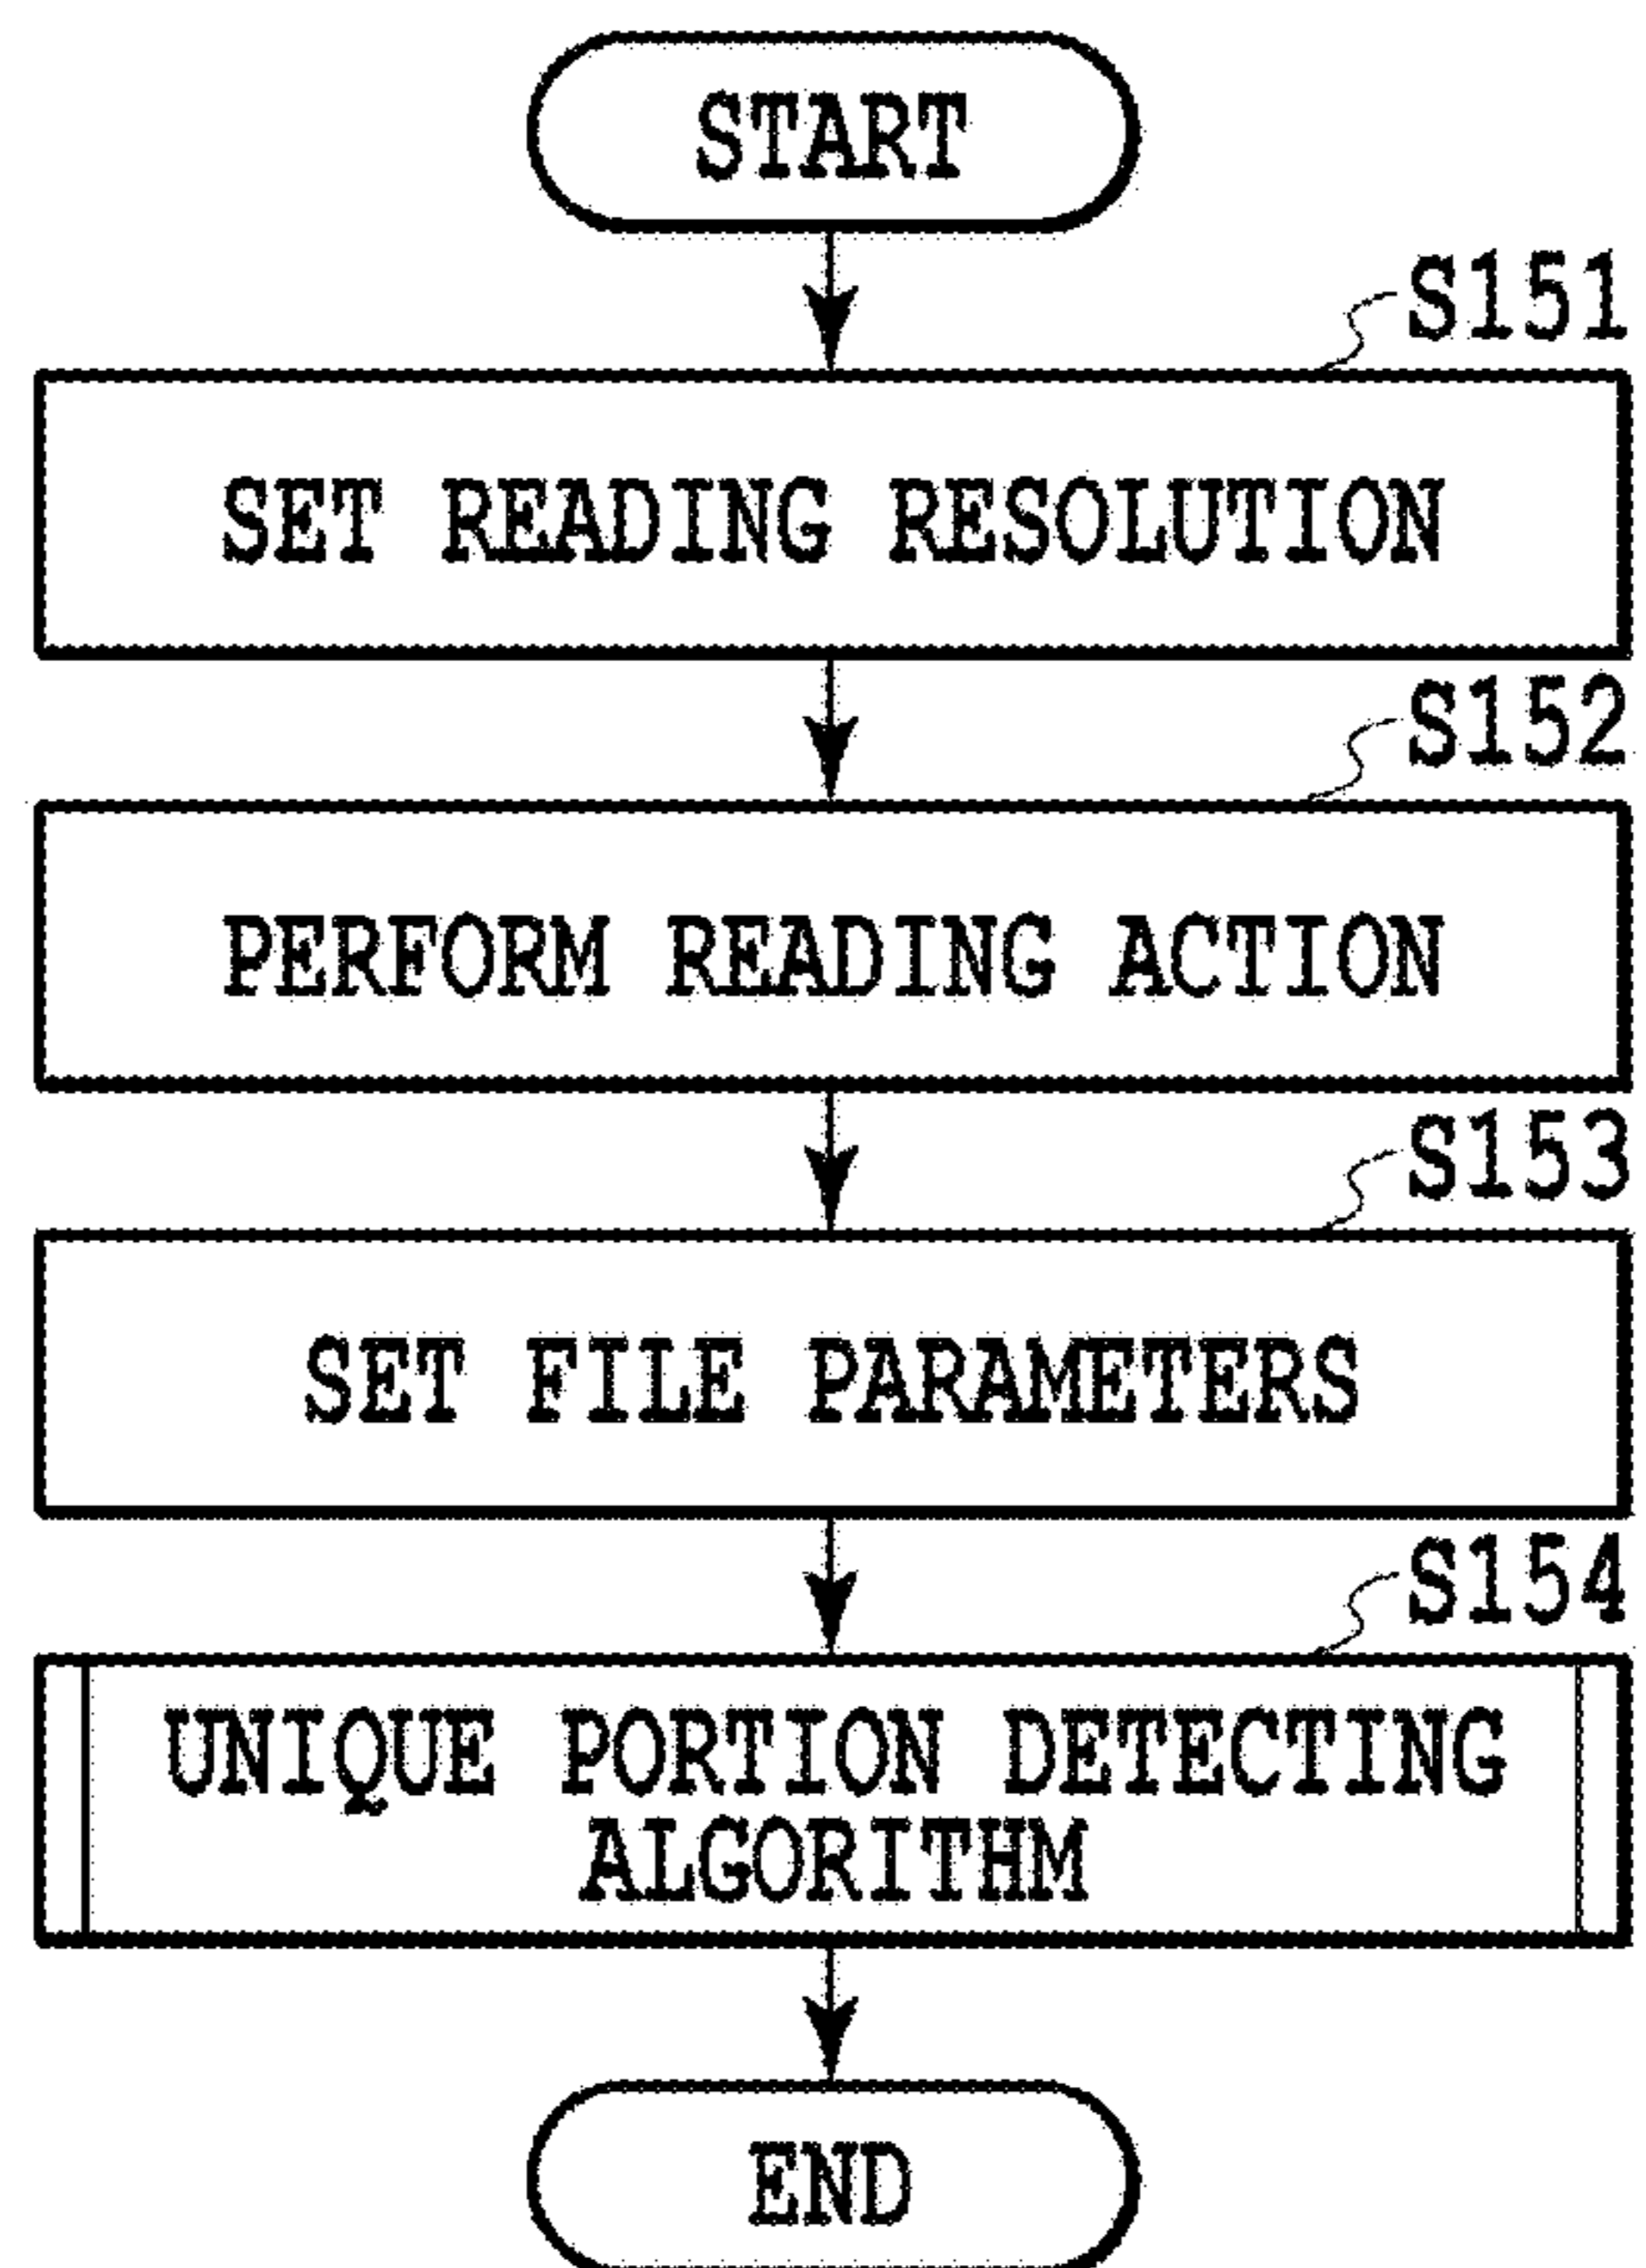 START
S151
SET READING RESOLUTION
S152
PERFORM READING ACTION
S153
SET FILE PARAMETERS
S154
UNIQUE PORTION DETECTING
ALGORITHM
END